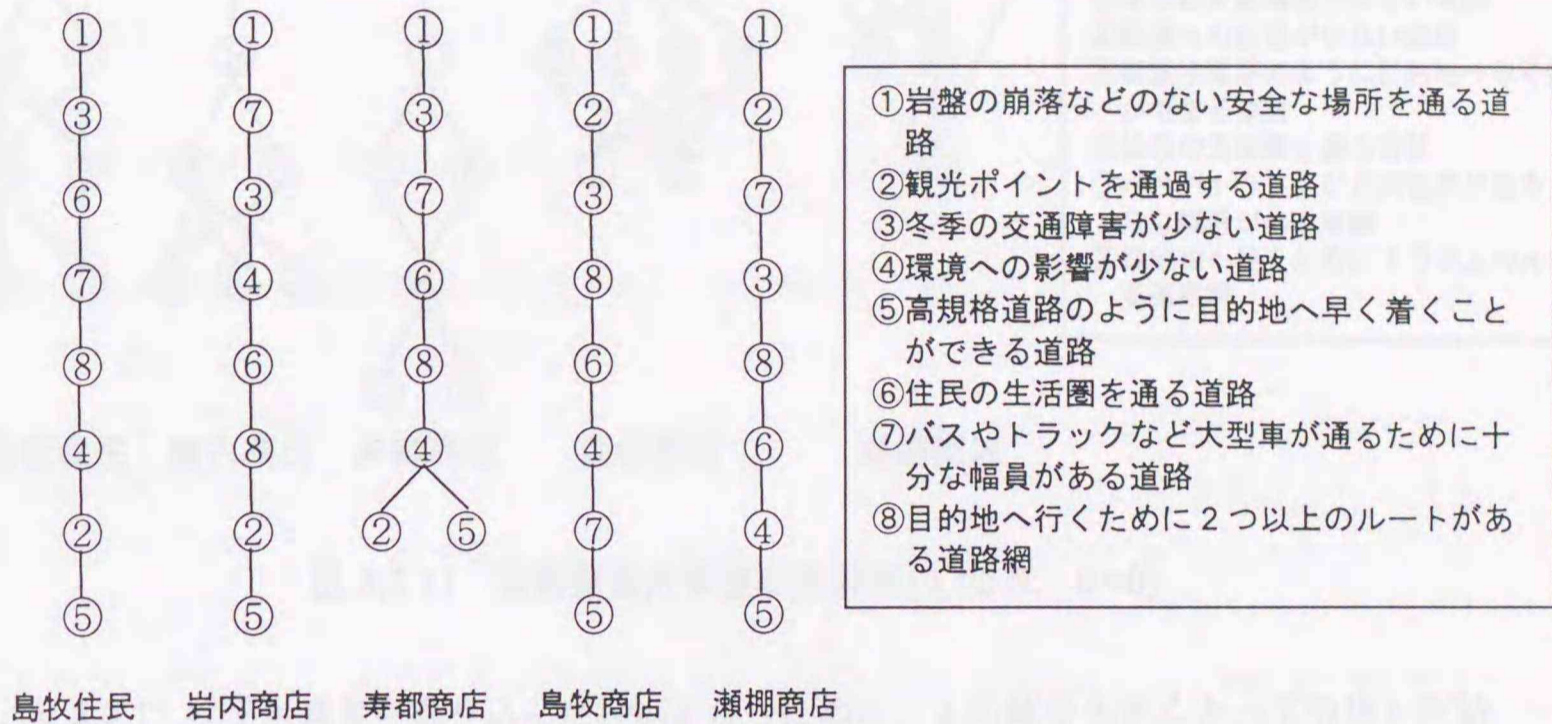 ① ① ① ① ①
③ ⑦ ③ ② ②
⑥ ③ ⑦ ③ ⑦
⑦ ④ ⑥ ⑧ ③
⑧ ⑥ ⑧ ⑥ ⑧
④ ⑧ ④ ④ ⑥
② ② ② ⑤ ⑦ ④
⑤ ⑤ ⑤ ⑤
島牧住民 岩内商店 寿都商店 島牧商店 瀬棚商店
①岩盤の崩落などのない安全な場所を通る道
路
②観光ポイントを通過する道路
③冬季の交通障害が少ない道路
④環境への影響が少ない道路
⑤高規格道路のように目的地へ早く着くこと
ができる道路
⑥住民の生活圏を通る道路
⑦バスやトラックなど大型車が通るために十
分な幅員がある道路
⑧目的地へ行くために2つ以上のルートがあ
る道路網